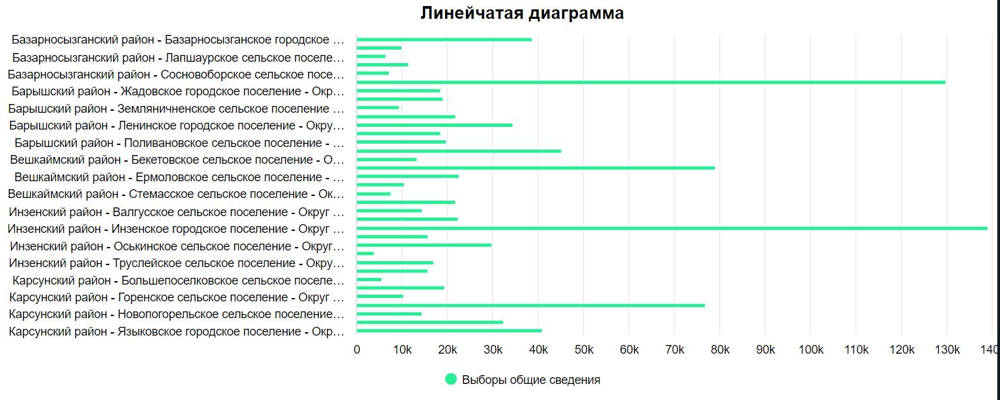 Линейчатая диаграмма
Базарносызганский район - Базарносызганское городское …
Базарносызганский район - Лапшаурское сельское поселе…
Базарносызганский район - Сосновоборское сельское посе…
Барышский район - Жадовское городское поселение - Окр…
Барышский район - Земляничненское сельское поселение …
Барышский район - Ленинское городское поселение - Окру…
Барышский район - Поливановское сельское поселение - …
Вешкаймский район - Бекетовское сельское поселение - О…
Вешкаймский район - Ермоловское сельское поселение - …
Вешкаймский район - Стемасское сельское поселение - Ок…
Инзенский район - Валгусское сельское поселение - Округ …
Инзенский район - Инзенское городское поселение - Округ …
Инзенский район - Оськинское сельское поселение - Округ…
Инзенский район - Труслейское сельское поселение - Окру…
Карсунский район - Большепоселковское сельское поселе…
Карсунский район - Горенское сельское поселение - Округ …
Карсунский район - Новопогорельское сельское поселение…
Карсунский район - Языковское городское поселение - Окр…
0 10k 20k 30k 40k 50k 60k 70k 80k 90k 100k 110k 120k 130k 140
Выборы общие сведения